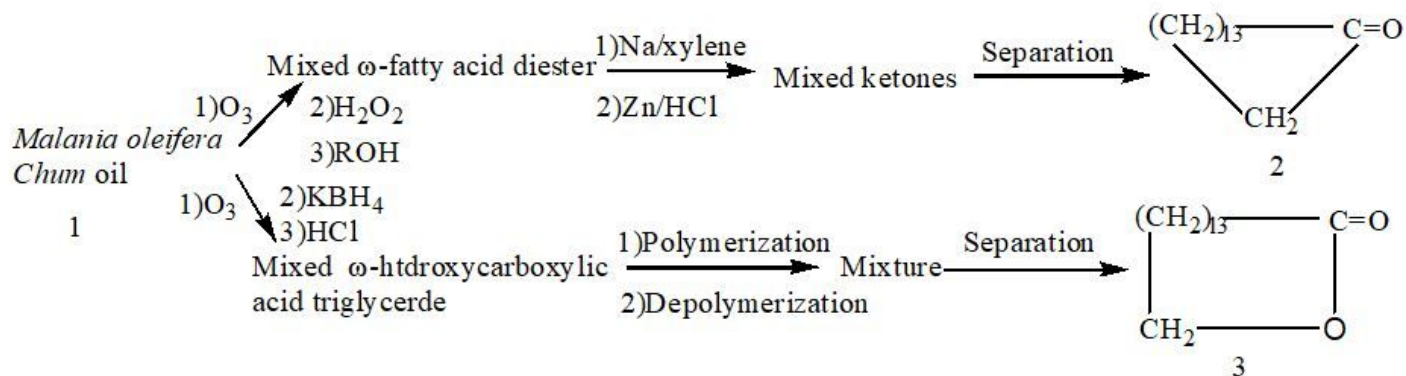 Malania oleifera
Chum oil
1
1)O₃
Mixed ω-fatty acid diester
2)H₂O₂
3)ROH
1)Na/xylene
2)Zn/HCl
Mixed ketones
Separation
(CH₂)₁₃
C=O
CH₂
2
1)O₃
2)KBH₄
3)HCl
Mixed ω-htdroxycarboxylic
acid triglycerde
1)Polymerization
2)Depolymerization
Mixture
Separation
(CH₂)₁₃
C=O
CH₂
O
3